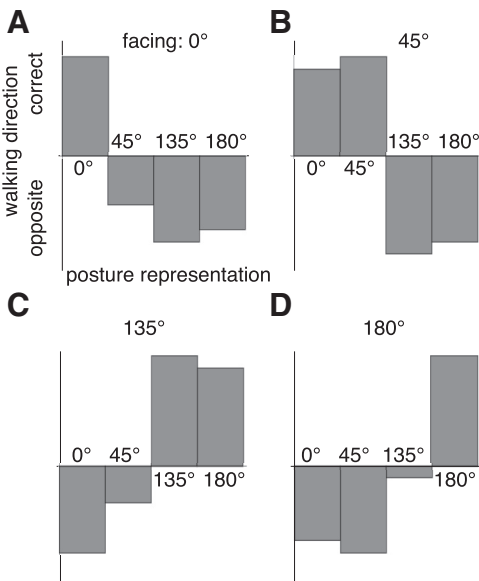 A
facing: 0°
walking direction
correct
opposite
45° 135° 180°
0°
posture representation
B
45°
135° 180°
0° 45°
C
135°
0° 45°
135° 180°
D
180°
0° 45° 135°
180°